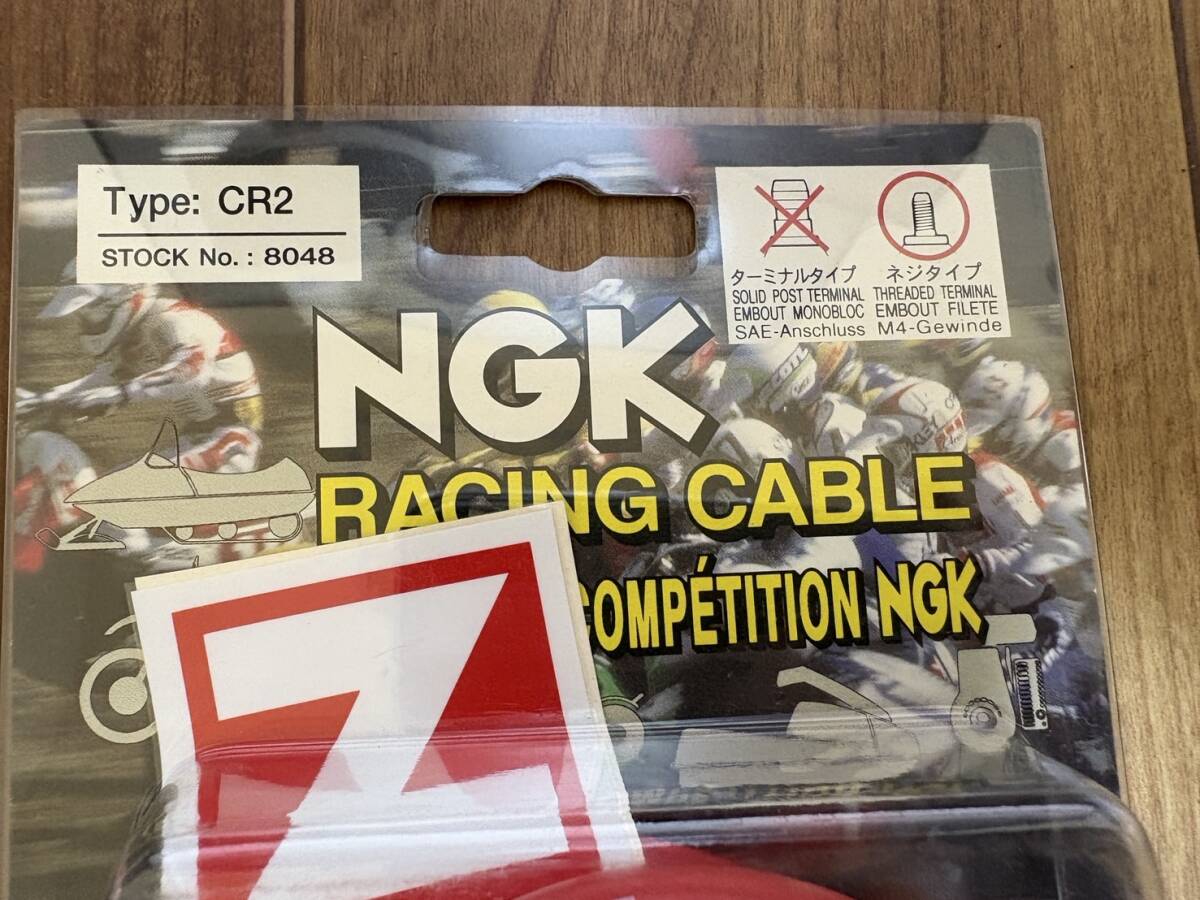 Type: CR2
STOCK No. : 8048
ターミナルタイプ
SOLID POST TERMINAL
EMBOUT MONOBLOC
SAE-Anschluss
ネジタイプ
THREADED TERMINAL
EMBOUT FILETE
M4-Gewinde
NGK
RACING CABLE
COMPÉTITION NGK